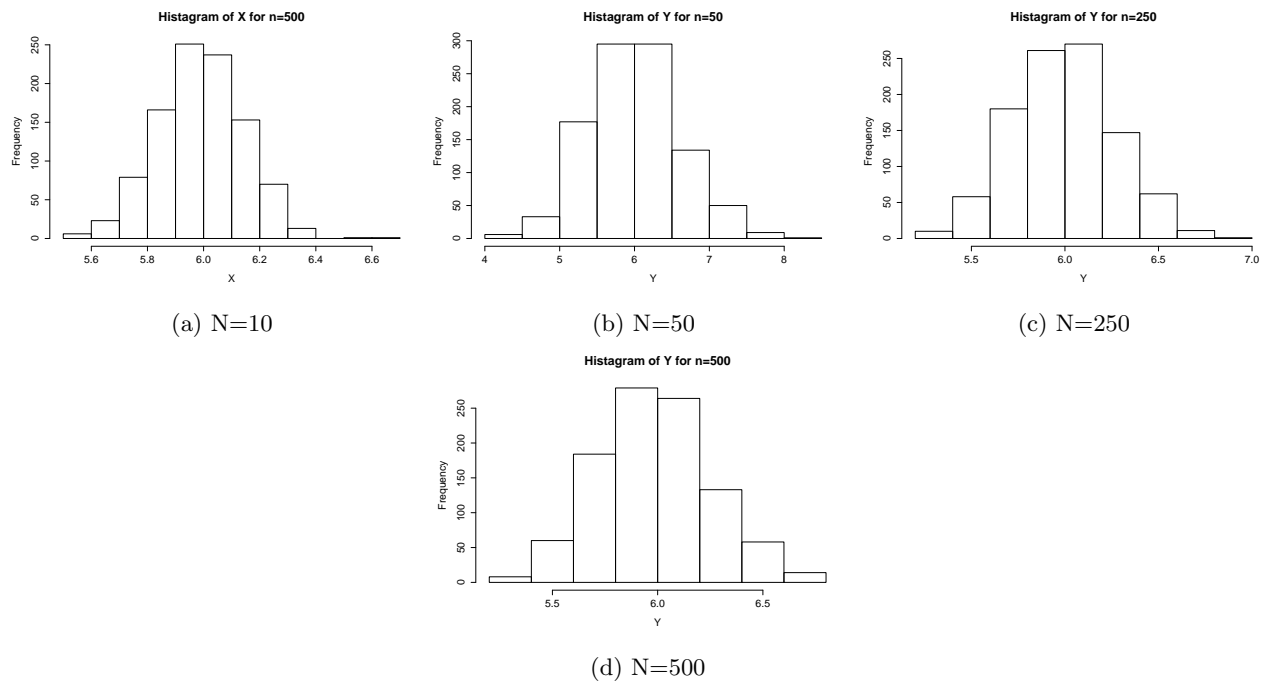 Histagram of X for n=500
Frequency
0 50 100 150 200 250
5.6 5.8 6.0 6.2 6.4 6.6
X
(a) N=10
Histagram of Y for n=50
Frequency
0 50 100 150 200 250 300
4 5 6 7 8
Y
(b) N=50
Histagram of Y for n=250
Frequency
0 50 100 150 200 250
5.5 6.0 6.5 7.0
Y
(c) N=250
Histagram of Y for n=500
Frequency
0 50 100 150 200 250
5.5 6.0 6.5
Y
(d) N=500